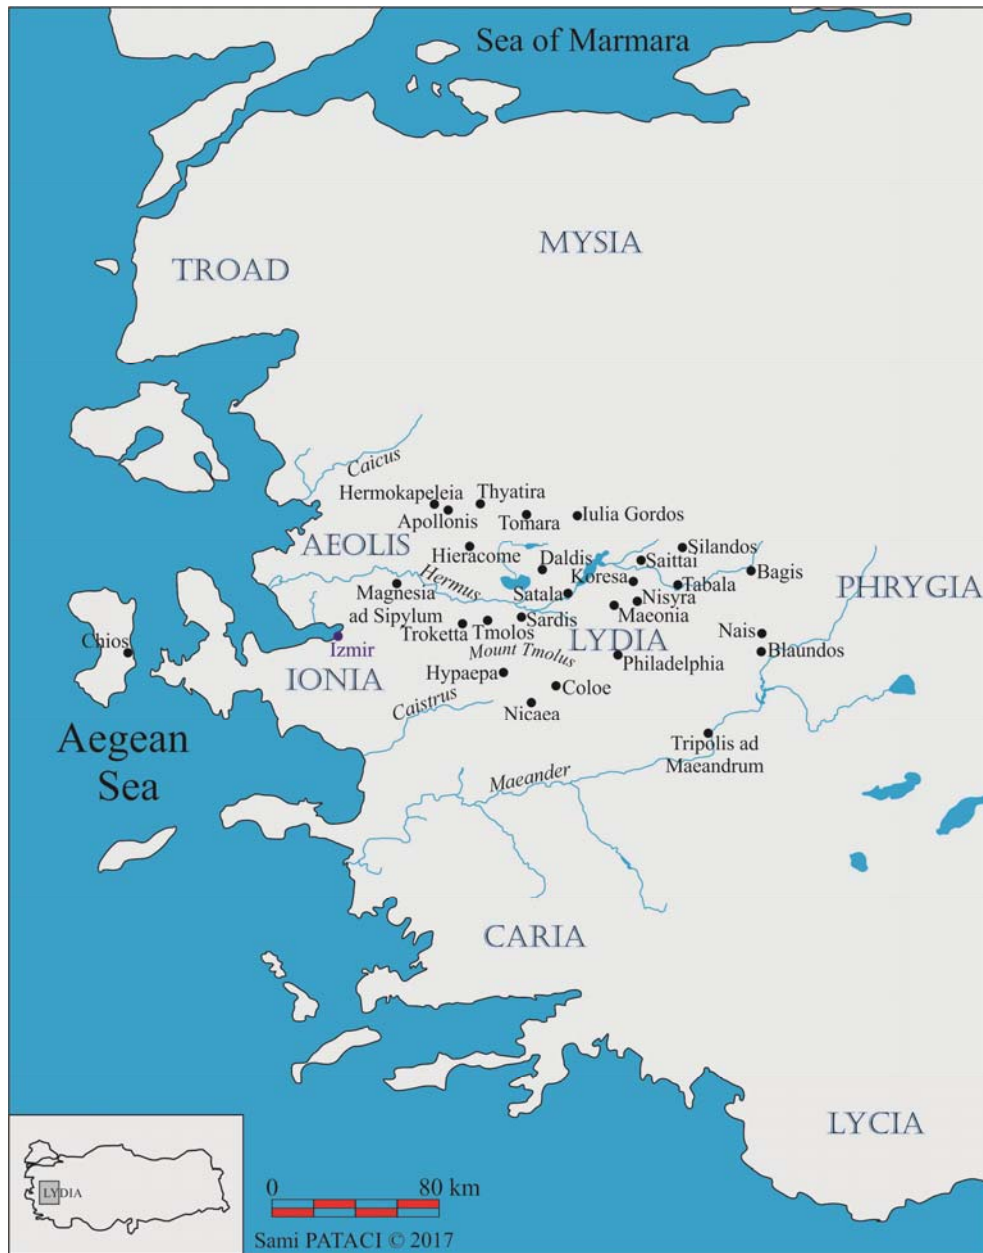 Sea of Marmara
MYSIA
TROAD
Caicus
Hermokapeleia
Thyatira
Apollonis
Tomara
Iulia Gordos
AEOLIS
Hieracome
Daldis
Silandos
Saittai
Bagis
PHRYGIA
Koresa
Tabala
Hermus
Magnesia
ad Sipylum
Satala
Nisyra
Maeonia
Sardis
Troketta
Tmolos
LYDIA
Nais
Chios
Izmir
Mount Tmolus
Philadelphia
Blaundos
IONIA
Hypaepa
Coloe
Caistrus
Nicaea
Aegean
Sea
Tripolis ad
Maeandrum
Maeander
CARIA
LYCIA
LYDIA
0 80 km
Sami PATACI © 2017